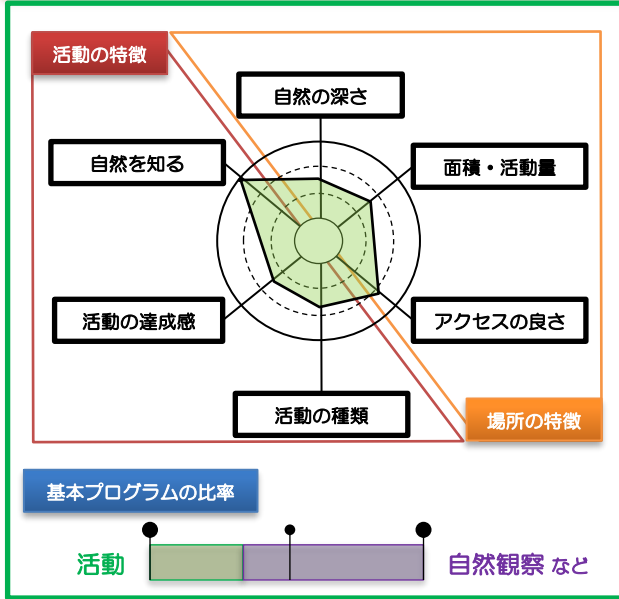 活動の特徴
自然の深さ
自然を知る
面積・活動量
活動の達成感
アクセスの良さ
活動の種類
場所の特徴
基本プログラムの比率
活動
自然観察 など